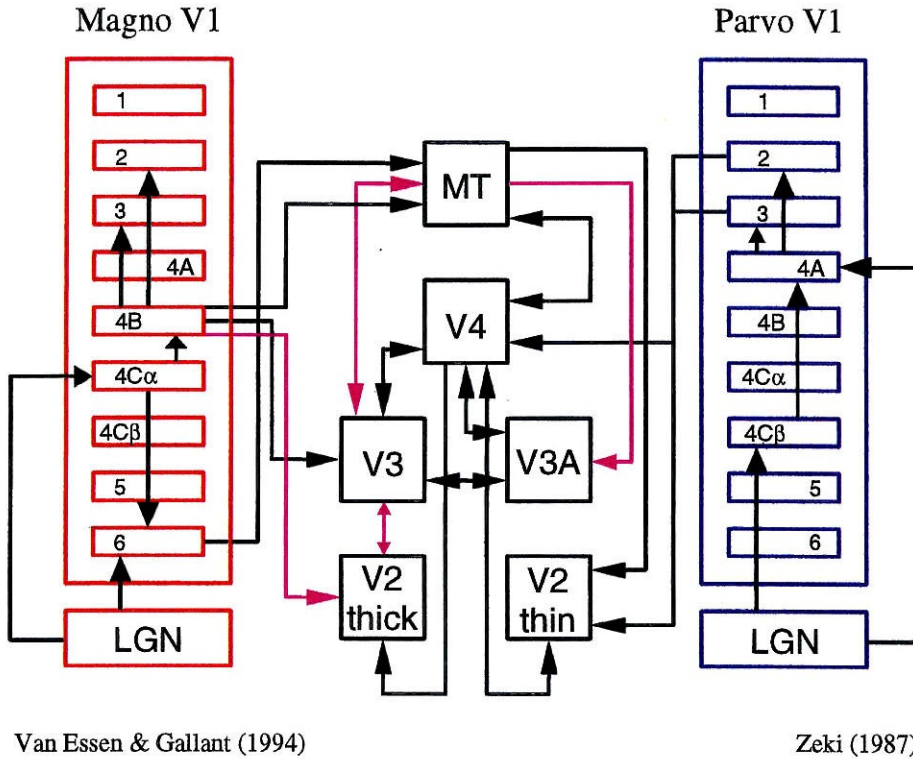 Magno V1
Parvo V1
1
2
3
4A
4B
4Cα
4Cβ
5
6
LGN
MT
V4
V3
V3A
V2
thick
V2
thin
1
2
3
4A
4B
4Cα
4Cβ
5
6
LGN
Van Essen & Gallant (1994)
Zeki (1987)